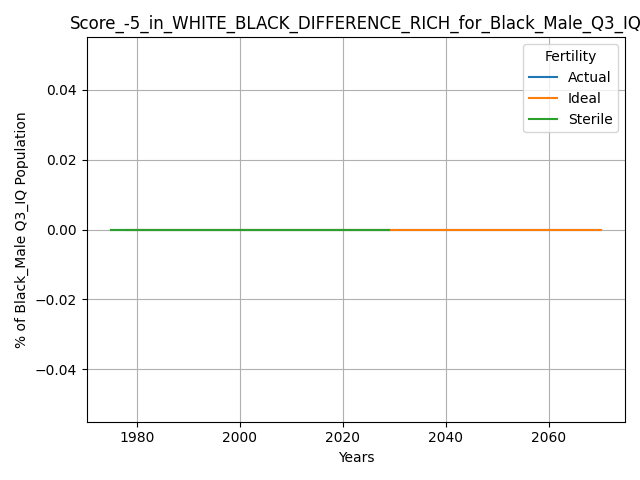 Score_-5_in_WHITE_BLACK_DIFFERENCE_RICH_for_Black_Male_Q3_IQ
Fertility
Actual
Ideal
Sterile
% of Black_Male Q3_IQ Population
0.04
0.02
0.00
−0.02
−0.04
1980 2000 2020 2040 2060
Years